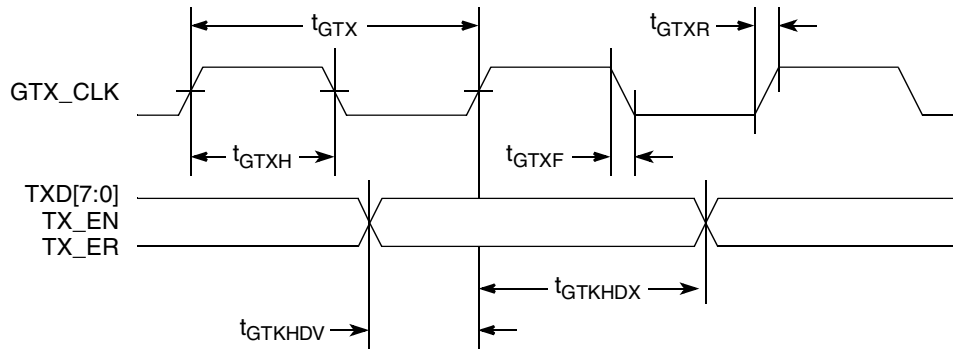 tGTX
tGTXR
GTX_CLK
tGTXH
tGTXF
TXD[7:0]
TX_EN
TX_ER
tGTKHDX
tGTKHDV